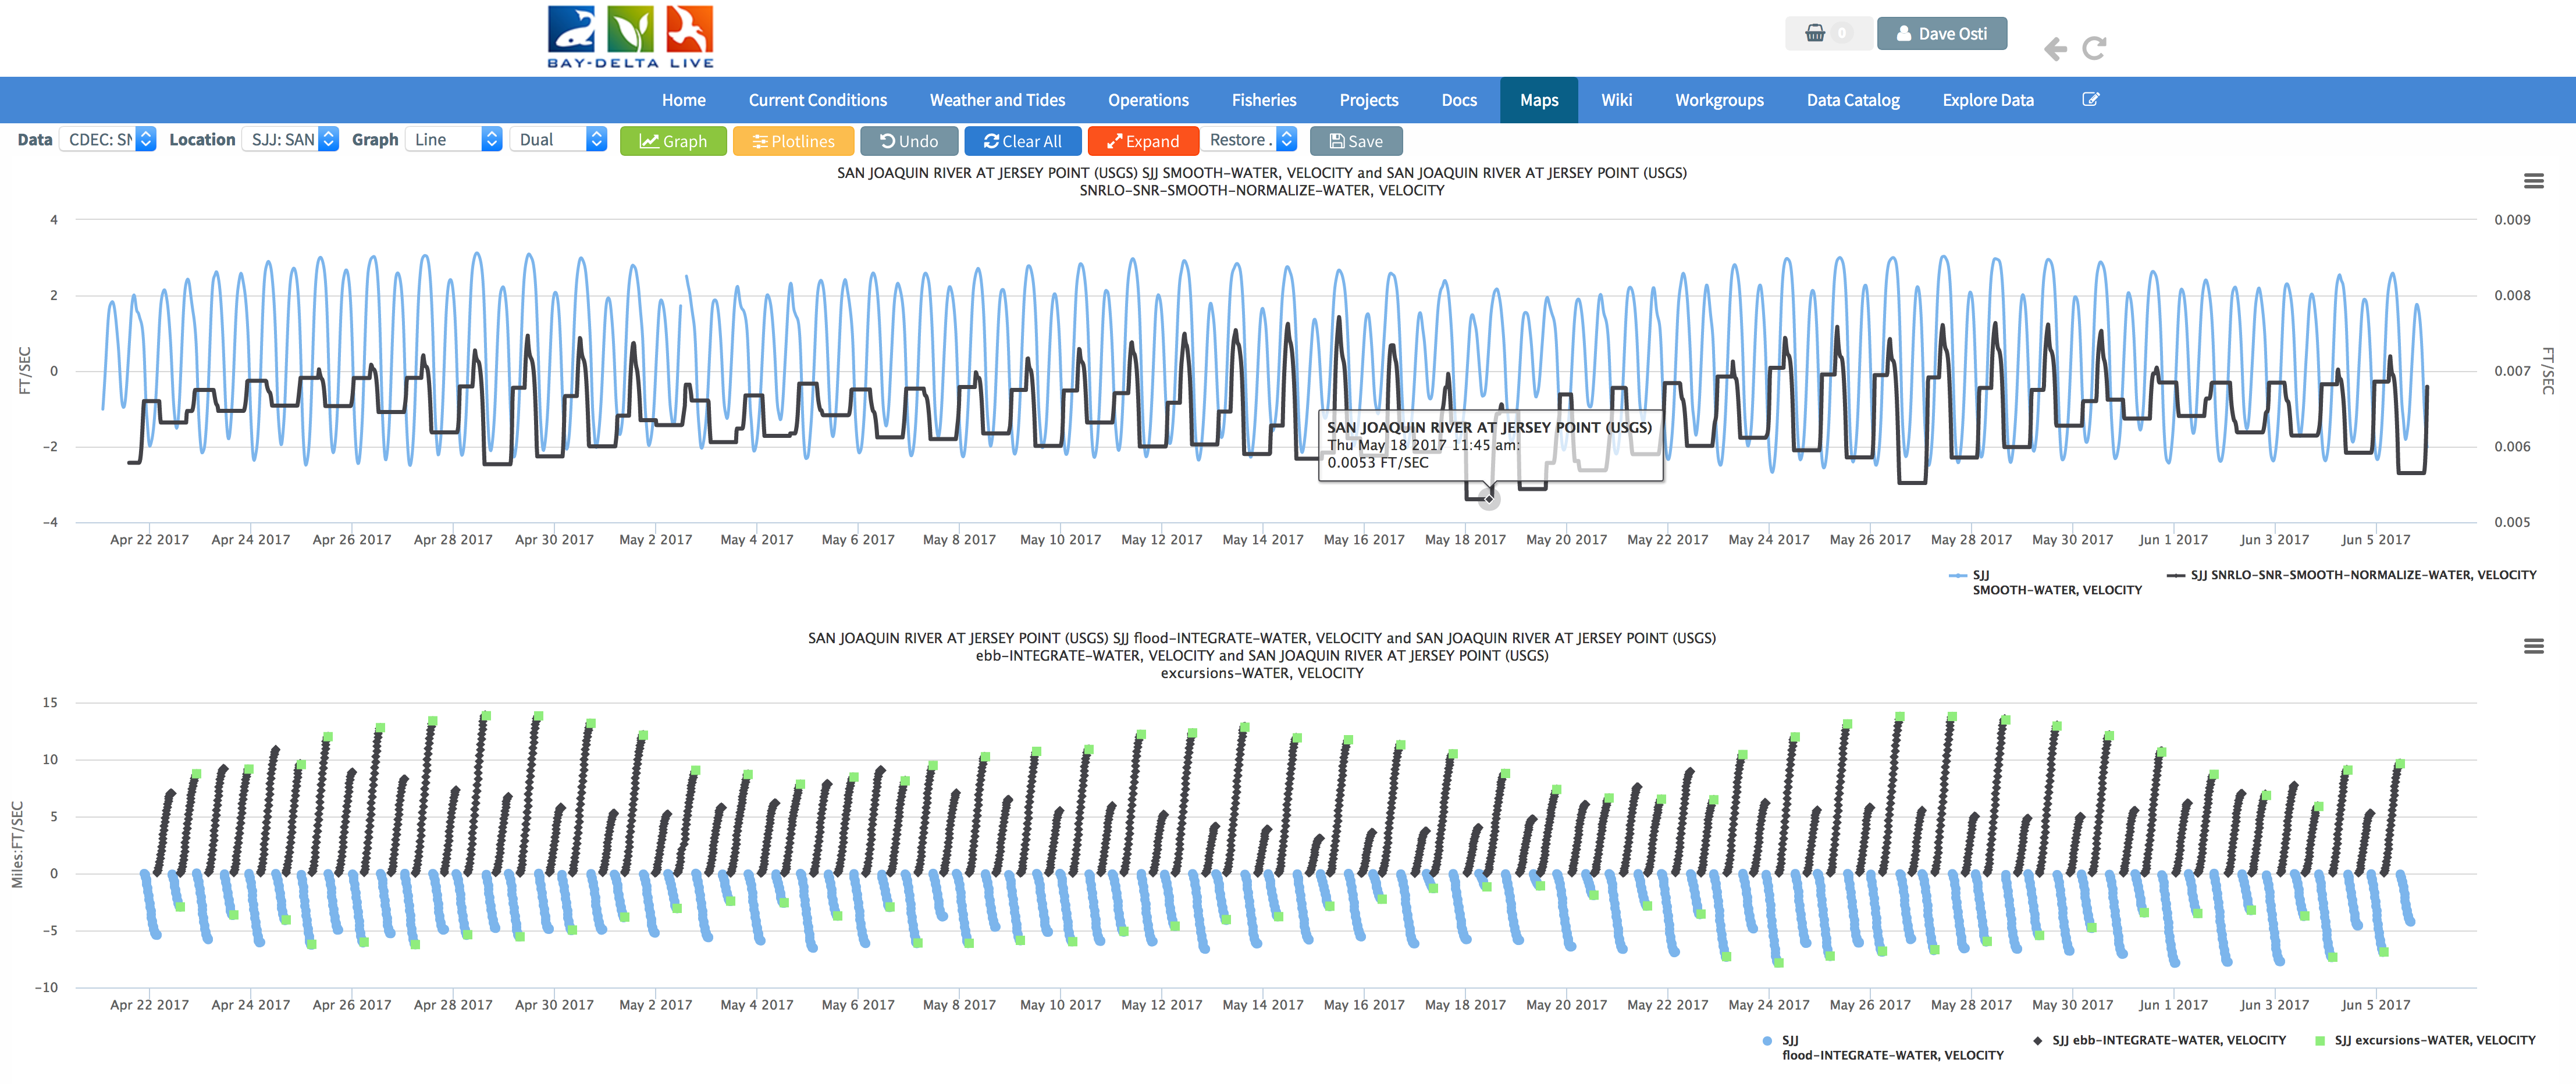 BAY-DELTA LIVE
0
Dave Osti
Home Current Conditions Weather and Tides Operations Fisheries Projects Docs Maps Wiki Workgroups Data Catalog Explore Data
Data CDEC: SN Location SJJ: SAN Graph Line Dual Graph Plotlines Undo Clear All Expand Restore . Save
SAN JOAQUIN RIVER AT JERSEY POINT (USGS) SJJ SMOOTH-WATER, VELOCITY and SAN JOAQUIN RIVER AT JERSEY POINT (USGS)
SNRLO-SNR-SMOOTH-NORMALIZE-WATER, VELOCITY
4 0.009
2 0.008
0 0.007
-2 0.006
-4 0.005
FT/SEC
FT/SEC
SAN JOAQUIN RIVER AT JERSEY POINT (USGS)
Thu May 18 2017 11:45 am:
0.0053 FT/SEC
Apr 22 2017 Apr 24 2017 Apr 26 2017 Apr 28 2017 Apr 30 2017 May 2 2017 May 4 2017 May 6 2017 May 8 2017 May 10 2017 May 12 2017 May 14 2017 May 16 2017 May 18 2017 May 20 2017 May 22 2017 May 24 2017 May 26 2017 May 28 2017 May 30 2017 Jun 1 2017 Jun 3 2017 Jun 5 2017
SJJ
SMOOTH-WATER, VELOCITY
SJJ SNRLO-SNR-SMOOTH-NORMALIZE-WATER, VELOCITY
SAN JOAQUIN RIVER AT JERSEY POINT (USGS) SJJ flood-INTEGRATE-WATER, VELOCITY and SAN JOAQUIN RIVER AT JERSEY POINT (USGS)
ebb-INTEGRATE-WATER, VELOCITY and SAN JOAQUIN RIVER AT JERSEY POINT (USGS)
excursions-WATER, VELOCITY
15
10
5
0
-5
-10
Miles:FT/SEC
Apr 22 2017 Apr 24 2017 Apr 26 2017 Apr 28 2017 Apr 30 2017 May 2 2017 May 4 2017 May 6 2017 May 8 2017 May 10 2017 May 12 2017 May 14 2017 May 16 2017 May 18 2017 May 20 2017 May 22 2017 May 24 2017 May 26 2017 May 28 2017 May 30 2017 Jun 1 2017 Jun 3 2017 Jun 5 2017
SJJ
flood-INTEGRATE-WATER, VELOCITY
SJJ ebb-INTEGRATE-WATER, VELOCITY
SJJ excursions-WATER, VELOCITY